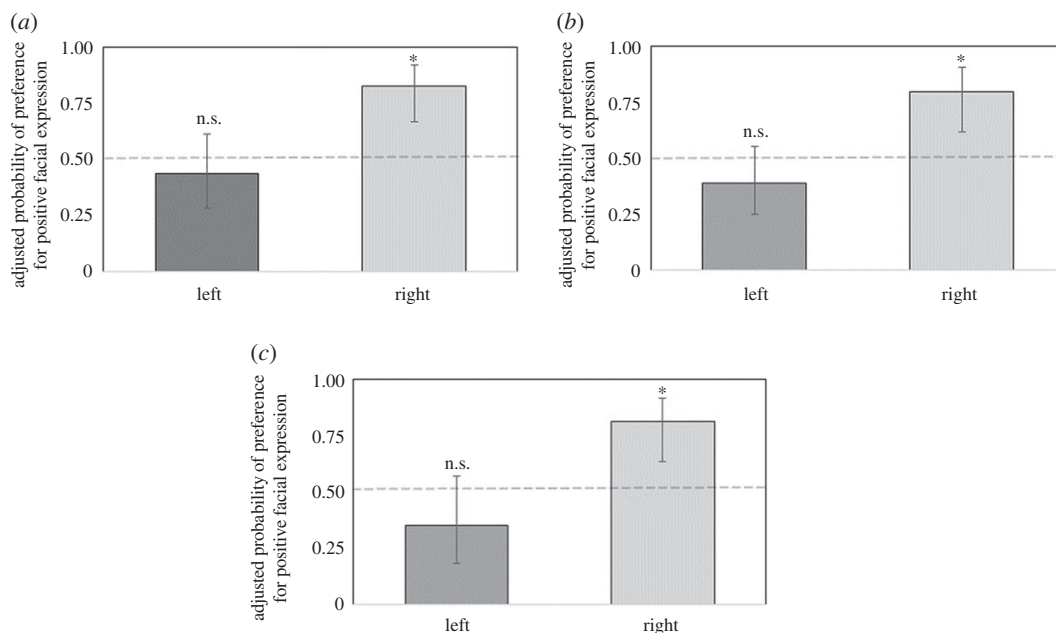 (a)
adjusted probability of preference
for positive facial expression
1.00
0.75
0.50
0.25
0
n.s.
*
left
right
(b)
adjusted probability of preference
for positive facial expression
1.00
0.75
0.50
0.25
0
n.s.
*
left
right
(c)
adjusted probability of preference
for positive facial expression
1.00
0.75
0.50
0.25
0
n.s.
*
left
right